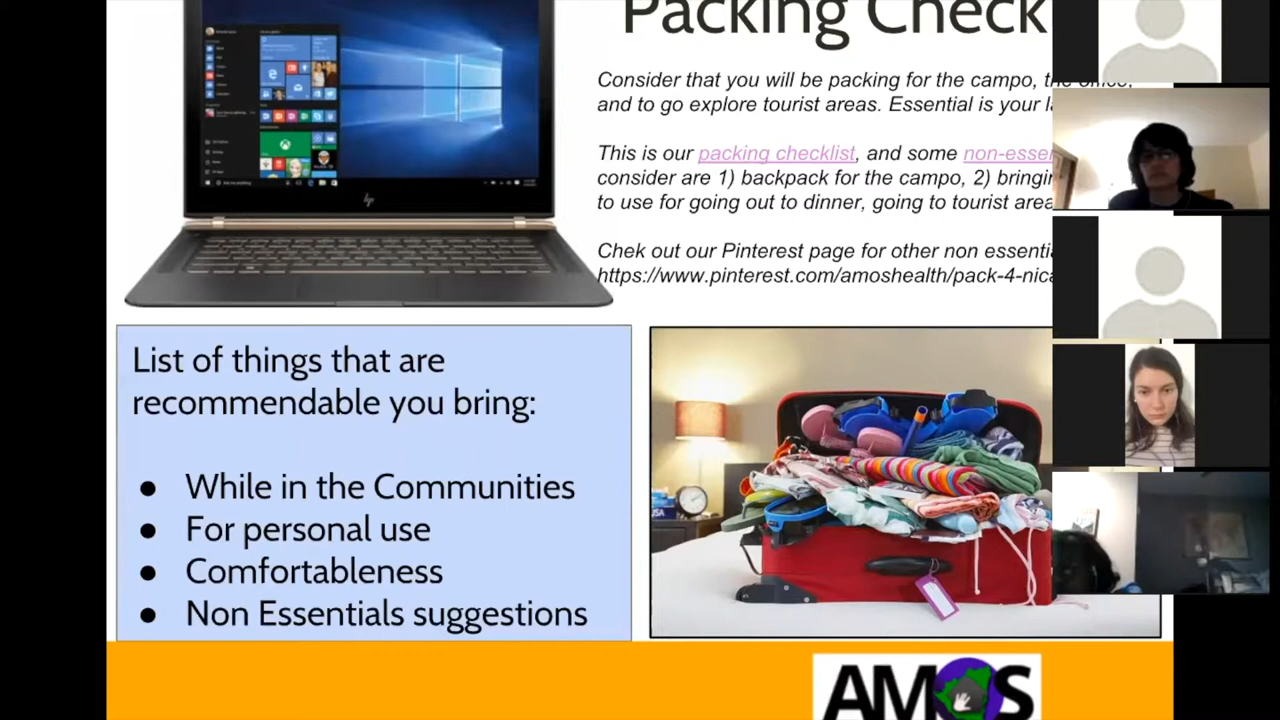 Packing Check
Consider that you will be packing for the campo, the office,
and to go explore tourist areas. Essential is your
This is our packing checklist, and some
consider are 1) backpack for the campo, 2)
to use for going out to dinner, going to tourist
Chek out our Pinterest page for other non
https://www.pinterest.com/amoshealth/pack-4-nica
List of things that are
recommendable you bring:
● While in the Communities
● For personal use
● Comfortableness
● Non Essentials suggestions
hp
USA
AMOS